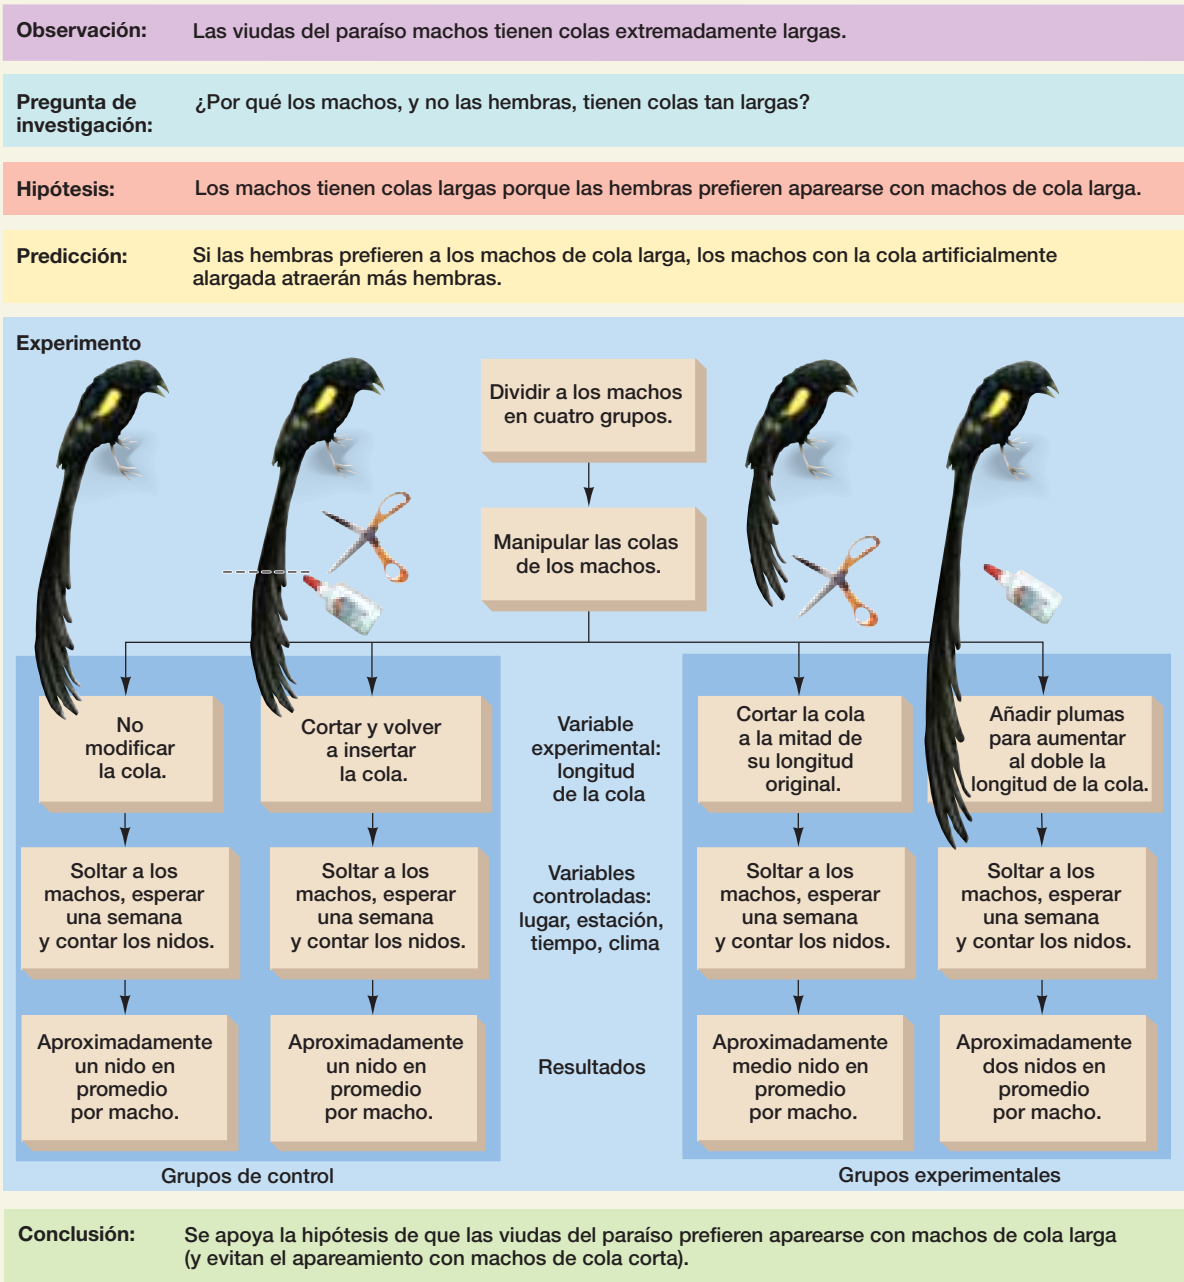 Observación: Las viudas del paraíso machos tienen colas extremadamente largas.
Pregunta de
investigación:
¿Por qué los machos, y no las hembras, tienen colas tan largas?
Hipótesis: Los machos tienen colas largas porque las hembras prefieren aparearse con machos de cola larga.
Predicción: Si las hembras prefieren a los machos de cola larga, los machos con la cola artificialmente
alargada atraerán más hembras.
Experimento
Dividir a los machos
en cuatro grupos.
Manipular las colas
de los machos.
No
modificar
la cola.
Cortar y volver
a insertar
la cola.
Variable
experimental:
longitud
de la cola
Cortar la cola
a la mitad de
su longitud
original.
Añadir plumas
para aumentar
al doble la
longitud de la cola.
Soltar a los
machos, esperar
una semana
y contar los nidos.
Soltar a los
machos, esperar
una semana
y contar los nidos.
Variables
controladas:
lugar, estación,
tiempo, clima
Soltar a los
machos, esperar
una semana
y contar los nidos.
Soltar a los
machos, esperar
una semana
y contar los nidos.
Aproximadamente
un nido en
promedio
por macho.
Aproximadamente
un nido en
promedio
por macho.
Resultados
Aproximadamente
medio nido en
promedio
por macho.
Aproximadamente
dos nidos en
promedio
por macho.
Grupos de control
Grupos experimentales
Conclusión: Se apoya la hipótesis de que las viudas del paraíso prefieren aparearse con machos de cola larga
(y evitan el apareamiento con machos de cola corta).